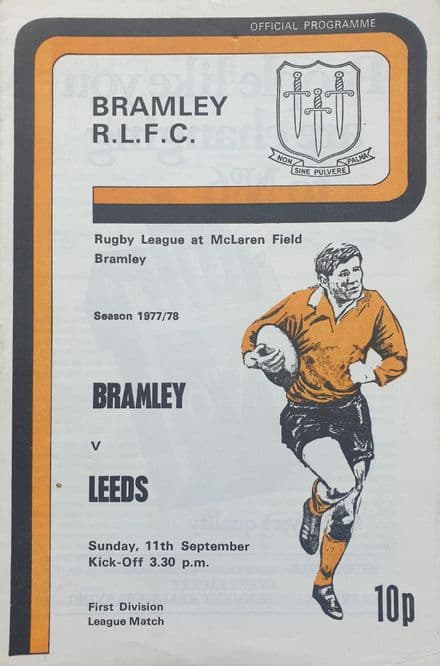 OFFICIAL PROGRAMME
BRAMLEY
R.L.F.C.
NON SINE PULVERE PALMA
Rugby League at McLaren Field
Bramley
Season 1977/78
BRAMLEY
v
LEEDS
Sunday, 11th September
Kick-Off 3.30 p.m.
First Division
League Match
10p